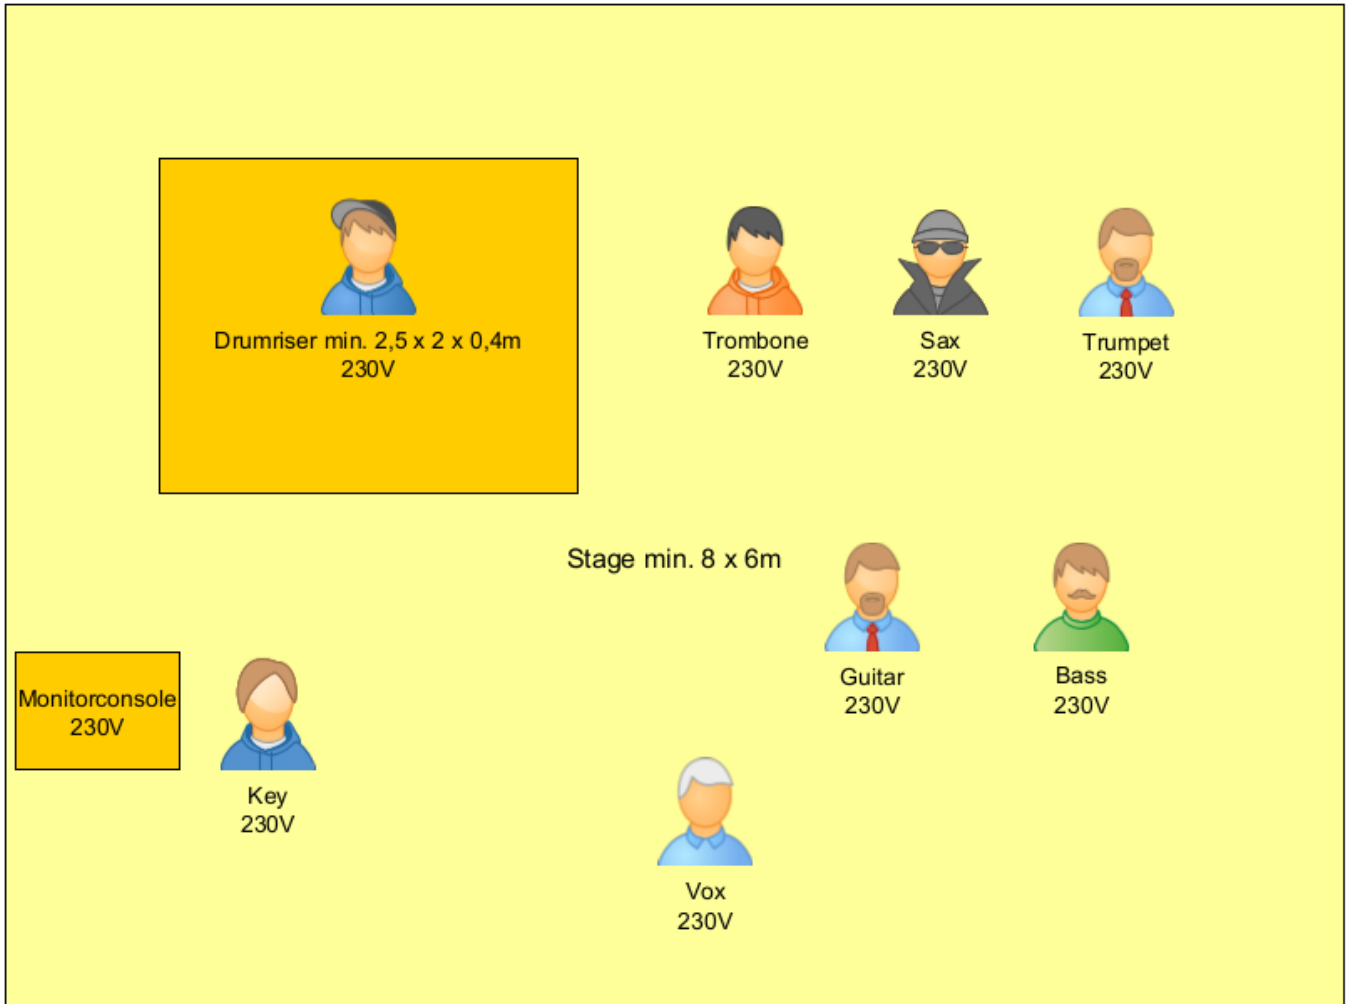 Drumriser min. 2,5 x 2 x 0,4m
230V
Trombone
230V
Sax
230V
Trumpet
230V
Stage min. 8 x 6m
Guitar
230V
Bass
230V
Monitorconsole
230V
Key
230V
Vox
230V